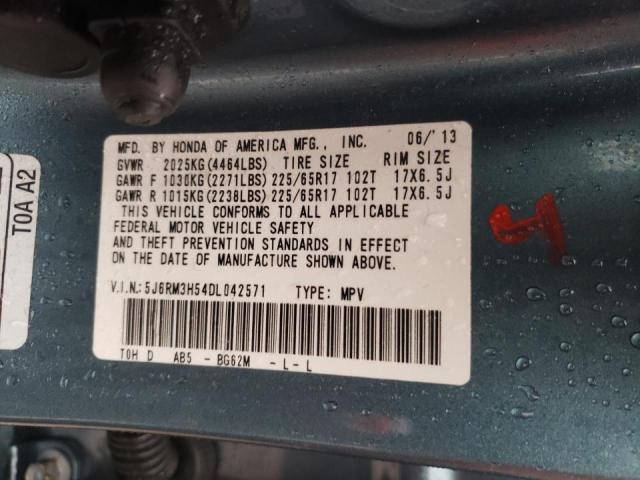 MFD. BY HONDA OF AMERICA MFG., INC. 06/'13
GVWR 2025KG(4464LBS) TIRE SIZE RIM SIZE
GAWR F 1030KG(2271LBS) 225/65R17 102T 17X6.5J
GAWR R 1015KG(2238LBS) 225/65R17 102T 17X6.5J
THIS VEHICLE CONFORMS TO ALL APPLICABLE
FEDERAL MOTOR VEHICLE SAFETY
AND THEFT PREVENTION STANDARDS IN EFFECT
ON THE DATE OF MANUFACTURE SHOWN ABOVE.
V.I.N.:5J6RM3H54DL042571 TYPE: MPV
TOH D AB5 - BG62M - L - L
TOA A2
4